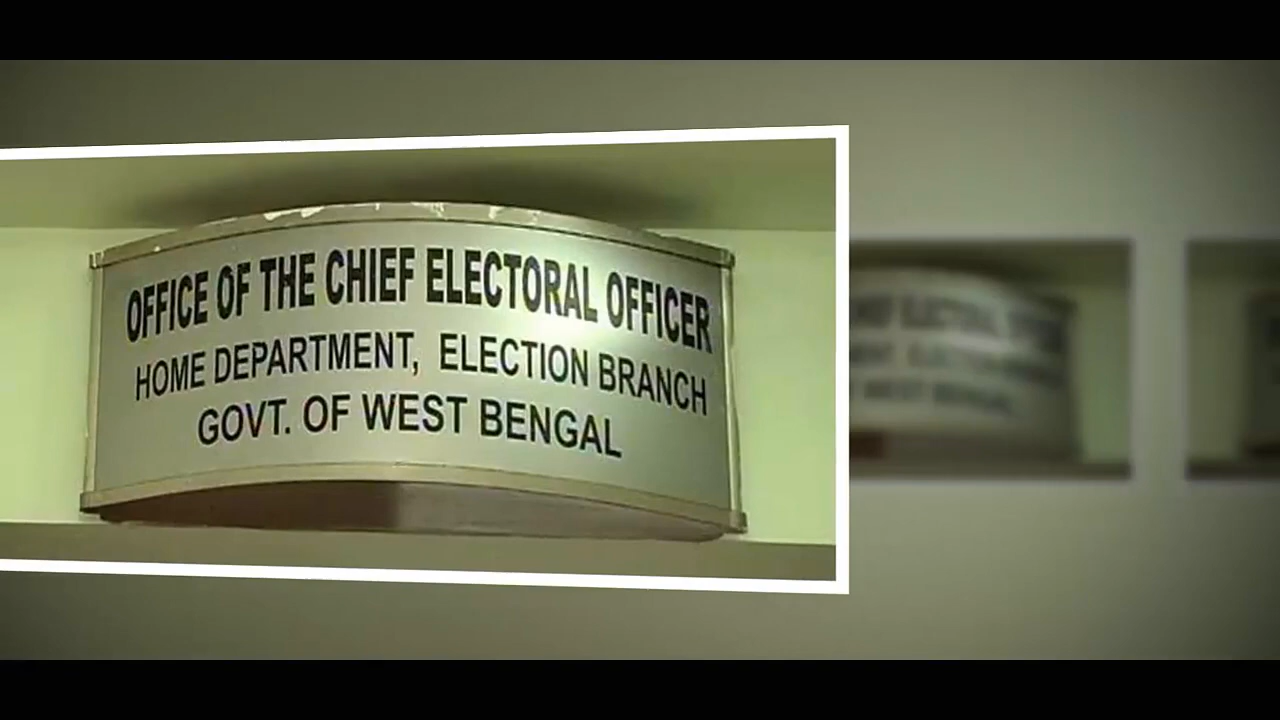 OFFICE OF THE CHIEF ELECTORAL OFFICER
HOME DEPARTMENT, ELECTION BRANCH
GOVT. OF WEST BENGAL